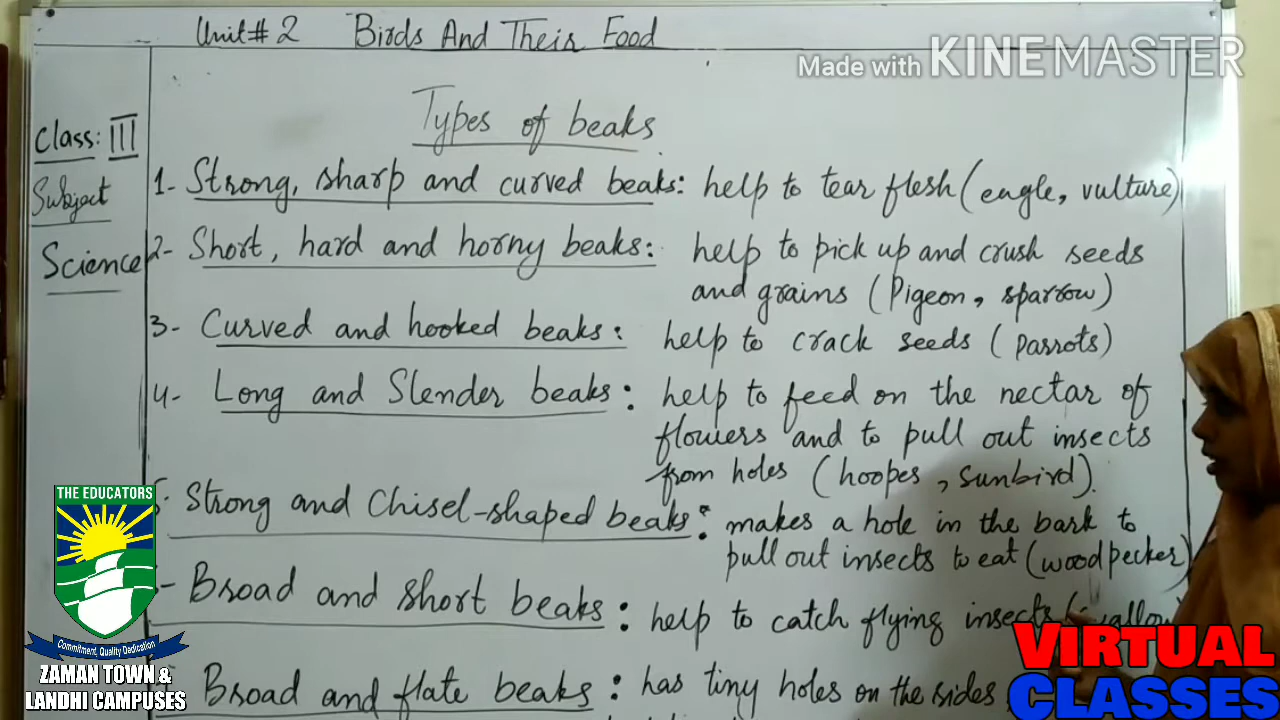 Unit# 2 Birds And Their Food
Made with KINEMASTER
Types of beaks
Class: III
Subject
Science
1- Strong, sharp and curved beaks: help to tear flesh (eagle, vulture)
2- Short, hard and horny beaks: help to pick up and crush seeds
and grains (Pigeon, sparrow)
3- Curved and hooked beaks: help to crack seeds (parrots)
4- Long and Slender beaks: help to feed on the nectar of
flowers and to pull out insects
from holes (hoopes, sunbird).
Strong and Chisel-shaped beaks: makes a hole in the bark to
pull out insects to eat (woodpecker)
Broad and short beaks: help to catch flying insects
Broad and flate beaks: has tiny holes on the sides
THE EDUCATORS
Commitment, Quality Dedication
ZAMAN TOWN &
LANDHI CAMPUSES
VIRTUAL
CLASSES